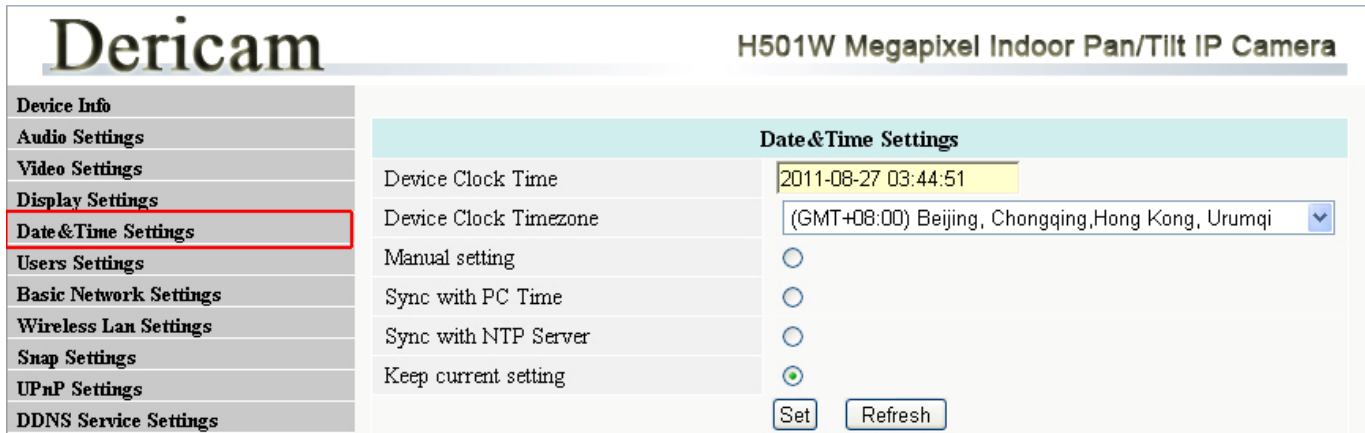 Dericam
H501W Megapixel Indoor Pan/Tilt IP Camera
Device Info
Audio Settings
Video Settings
Display Settings
Date&Time Settings
Users Settings
Basic Network Settings
Wireless Lan Settings
Snap Settings
UPnP Settings
DDNS Service Settings
Date&Time Settings
Device Clock Time 2011-08-27 03:44:51
Device Clock Timezone (GMT+08:00) Beijing, Chongqing,Hong Kong, Urumqi
Manual setting
Sync with PC Time
Sync with NTP Server
Keep current setting
Set Refresh